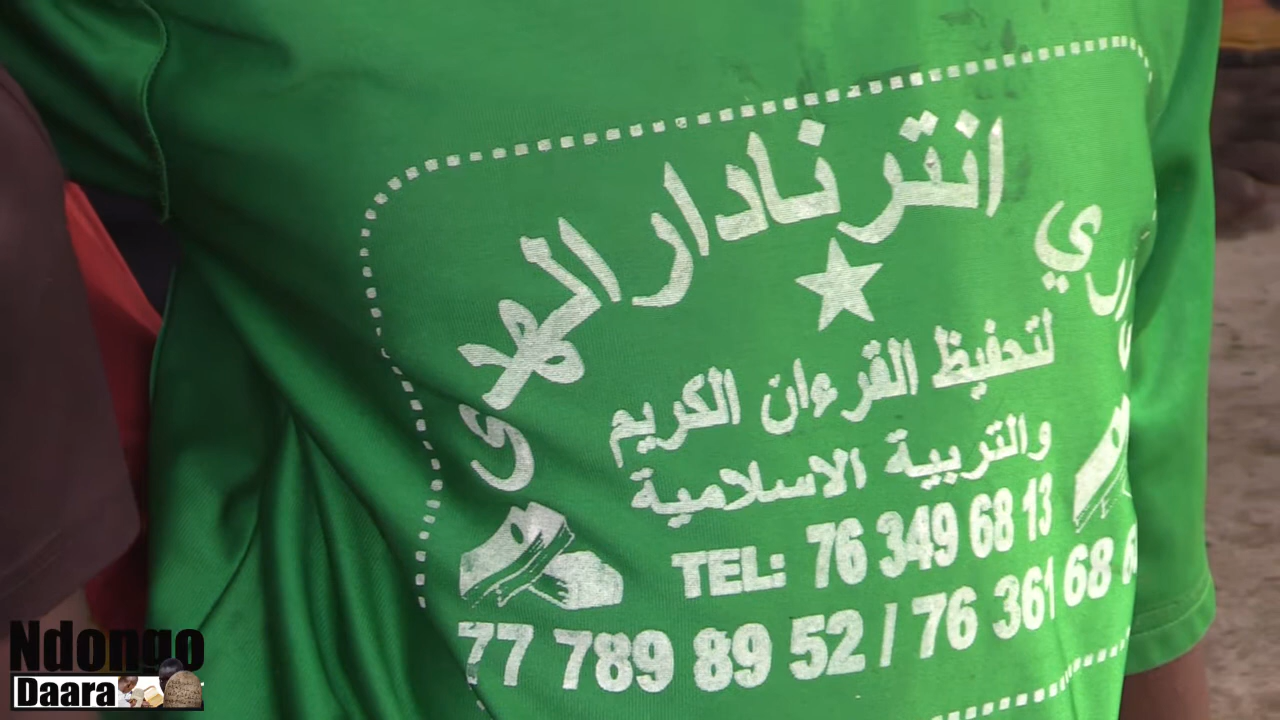 انترنادار الهدى
لتحفيظ القرءان الكريم
والتربية الاسلامية
TEL: 76 349 68 13
77 789 89 52 / 76 361 68
Ndongo
Daara